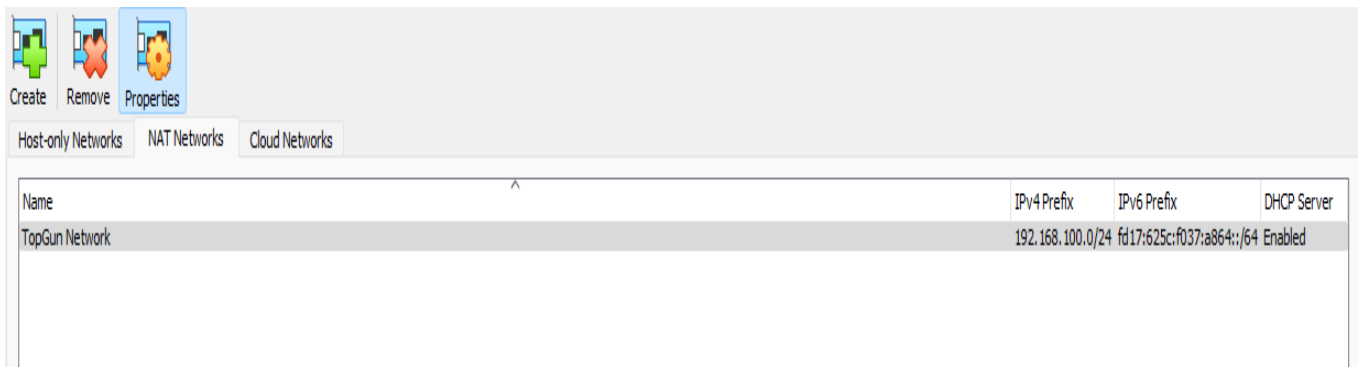 Create Remove Properties
Host-only Networks NAT Networks Cloud Networks
Name IPv4 Prefix IPv6 Prefix DHCP Server
TopGun Network 192.168.100.0/24 fd17:625c:f037:a864::/64 Enabled